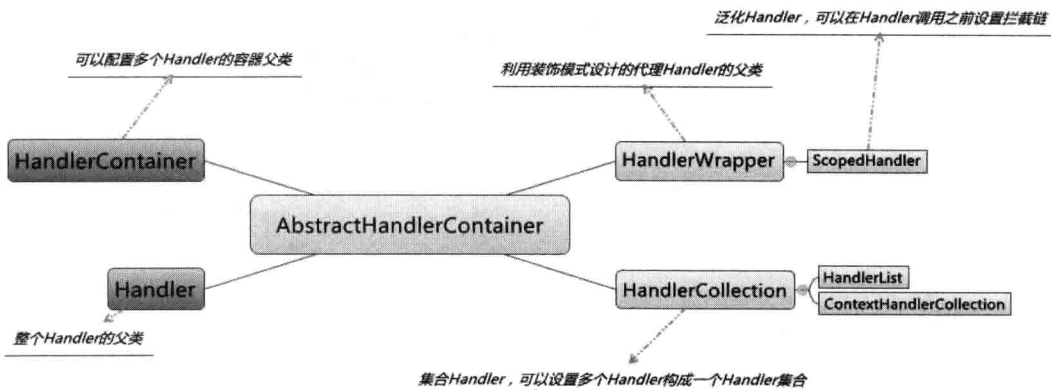 泛化Handler，可以在Handler调用之前设置拦截链
可以配置多个Handler的容器父类
利用装饰模式设计的代理Handler的父类
HandlerContainer
HandlerWrapper
ScopedHandler
AbstractHandlerContainer
Handler
HandlerCollection
HandlerList
ContextHandlerCollection
整个Handler的父类
集合Handler，可以设置多个Handler构成一个Handler集合